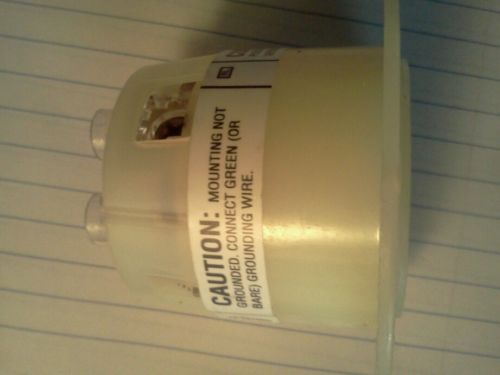 CAUTION: MOUNTING NOT
GROUNDED. CONNECT GREEN (OR
BARE) GROUNDING WIRE.